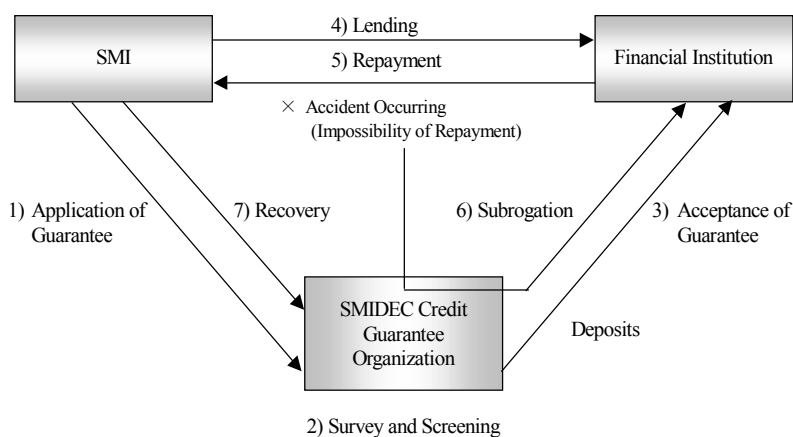 4) Lending
SMI
5) Repayment
Financial Institution
× Accident Occurring
(Impossibility of Repayment)
1) Application of
Guarantee
7) Recovery
6) Subrogation
3) Acceptance of
Guarantee
SMIDEC Credit
Guarantee
Organization
Deposits
2) Survey and Screening